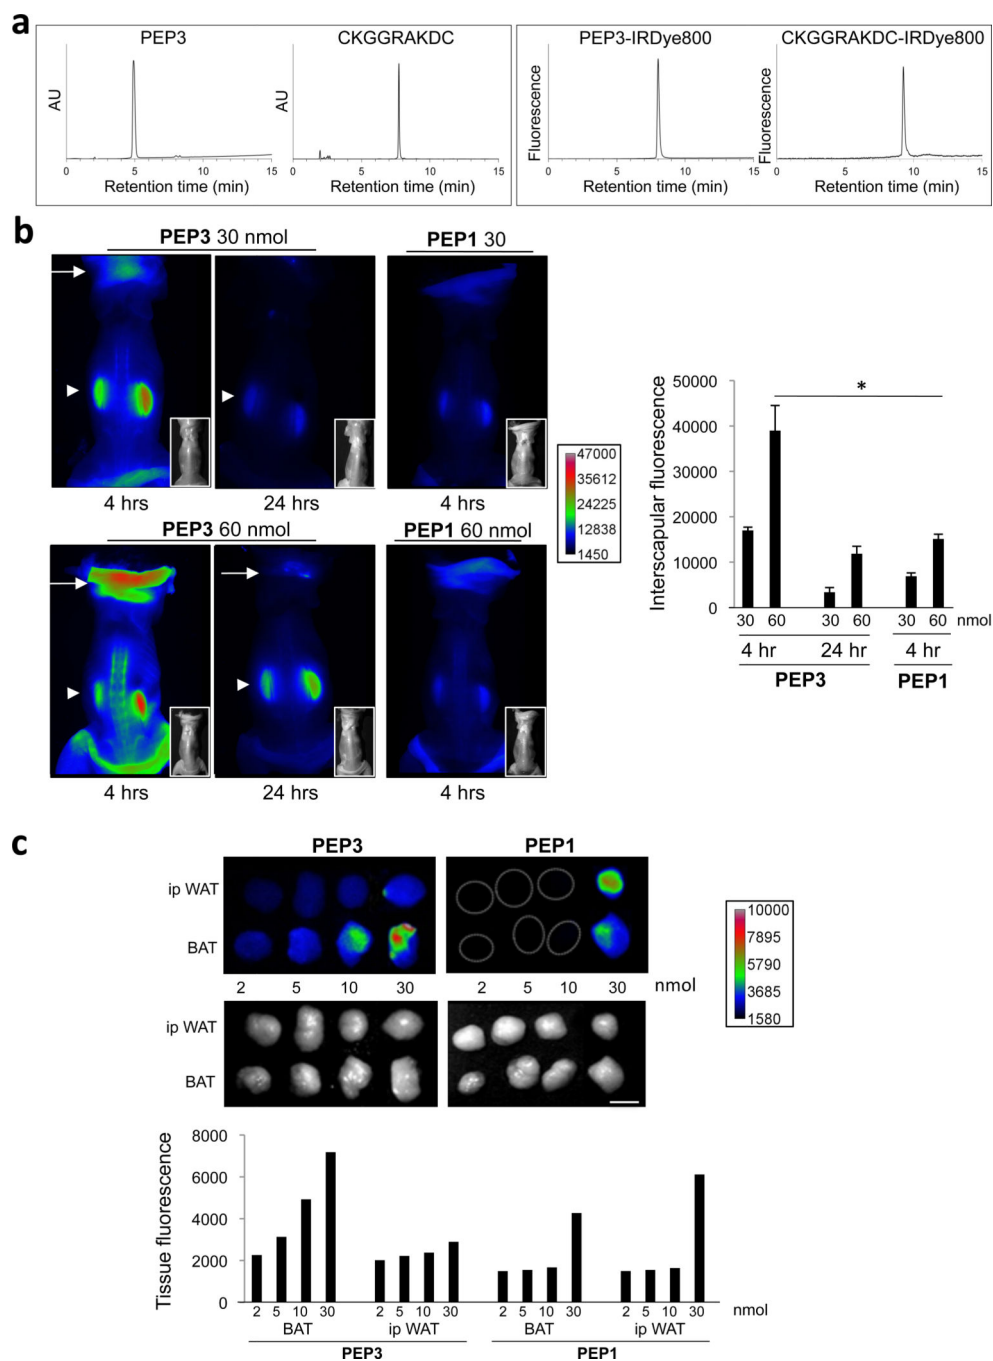 a
PEP3
CKGGRAKDC
PEP3-IRDye800
CKGGRAKDC-IRDye800
AU
AU
Fluorescence
Fluorescence
0 5 10 15
0 5 10 15
0 5 10 15
0 5 10 15
Retention time (min)
Retention time (min)
Retention time (min)
Retention time (min)
b
PEP3 30 nmol
PEP1 30
4 hrs
24 hrs
4 hrs
PEP3 60 nmol
PEP1 60 nmol
4 hrs
24 hrs
4 hrs
47000
35612
24225
12838
1450
Interscapular fluorescence
50000
40000
30000
20000
10000
0
*
30 60 30 60 30 60 nmol
4 hr 24 hr 4 hr
PEP3 PEP1
c
PEP3
PEP1
ip WAT
BAT
2 5 10 30
2 5 10 30
nmol
ip WAT
BAT
10000
7895
5790
3685
1580
Tissue fluorescence
8000
6000
4000
2000
0
2 5 10 30 2 5 10 30 2 5 10 30 2 5 10 30 nmol
BAT ip WAT BAT ip WAT
PEP3 PEP1